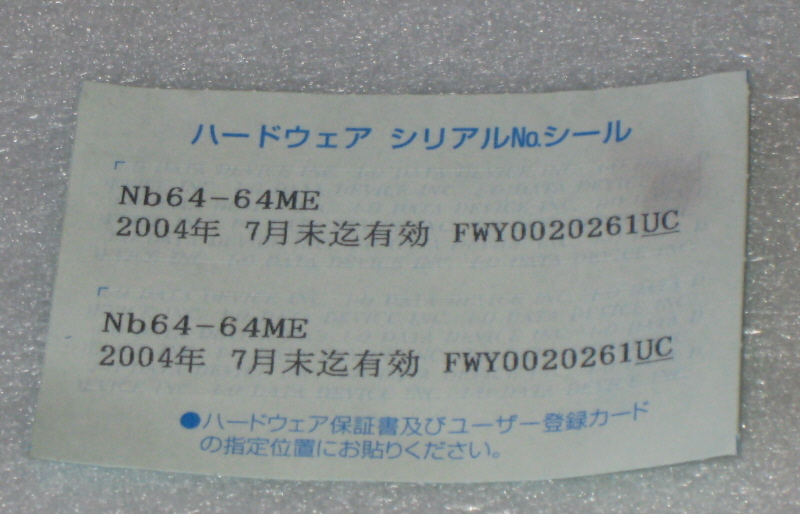 ハードウェア シリアルNo.シール
Nb64-64ME
2004年 7月末迄有効 FWY0020261UC
Nb64-64ME
2004年 7月末迄有効 FWY0020261UC
●ハードウェア保証書及びユーザー登録カード
の指定位置にお貼りください。